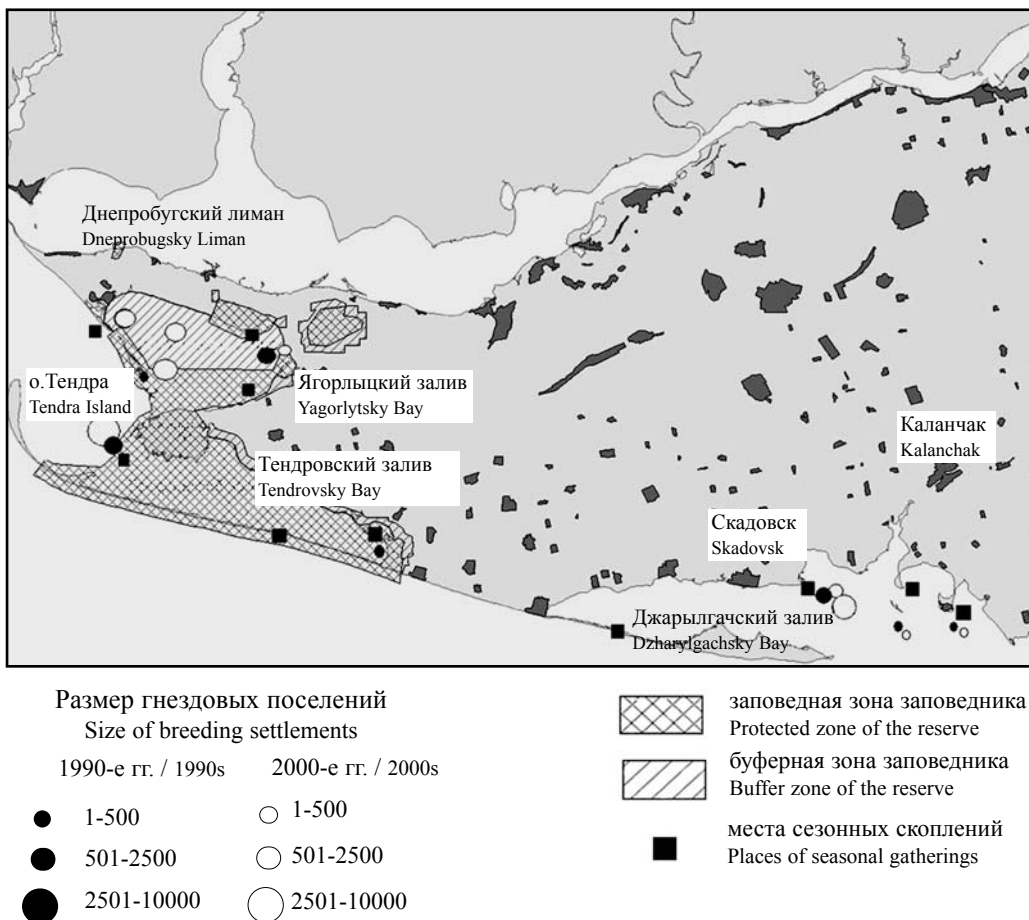 Днепробугский лиман
Dneprobugsky Liman
о.Тендра
Tendra Island
Ягорлыцкий залив
Yagorlytsky Bay
Тендровский залив
Tendrovsky Bay
Каланчак
Kalanchak
Скадовск
Skadovsk
Джарылгачский залив
Dzharylgachsky Bay
Размер гнездовых поселений
Size of breeding settlements
1990-е гг. / 1990s
2000-е гг. / 2000s
1-500
1-500
501-2500
501-2500
2501-10000
2501-10000
заповедная зона заповедника
Protected zone of the reserve
буферная зона заповедника
Buffer zone of the reserve
места сезонных скоплений
Places of seasonal gatherings